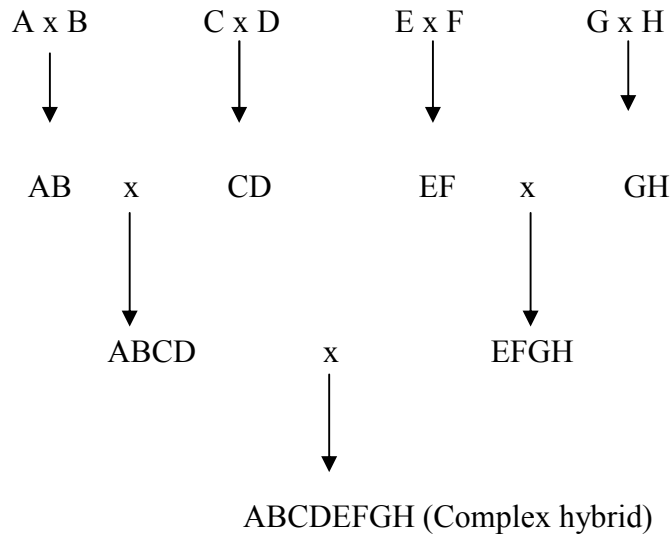 A x B C x D E x F G x H
AB x CD EF x GH
ABCD x EFGH
ABCDEFGH (Complex hybrid)